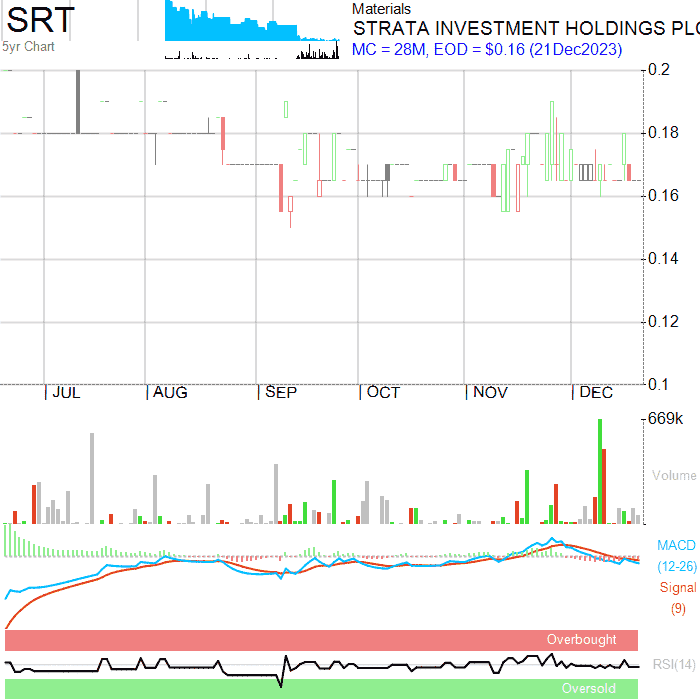 SRT
5yr Chart
Materials
STRATA INVESTMENT HOLDINGS PLC
MC = 28M, EOD = $0.16 (21Dec2023)
0.2
0.18
0.16
0.14
0.12
0.1
JUL
AUG
SEP
OCT
NOV
DEC
669k
Volume
MACD
(12-26)
Signal
(9)
Overbought
RSI(14)
Oversold